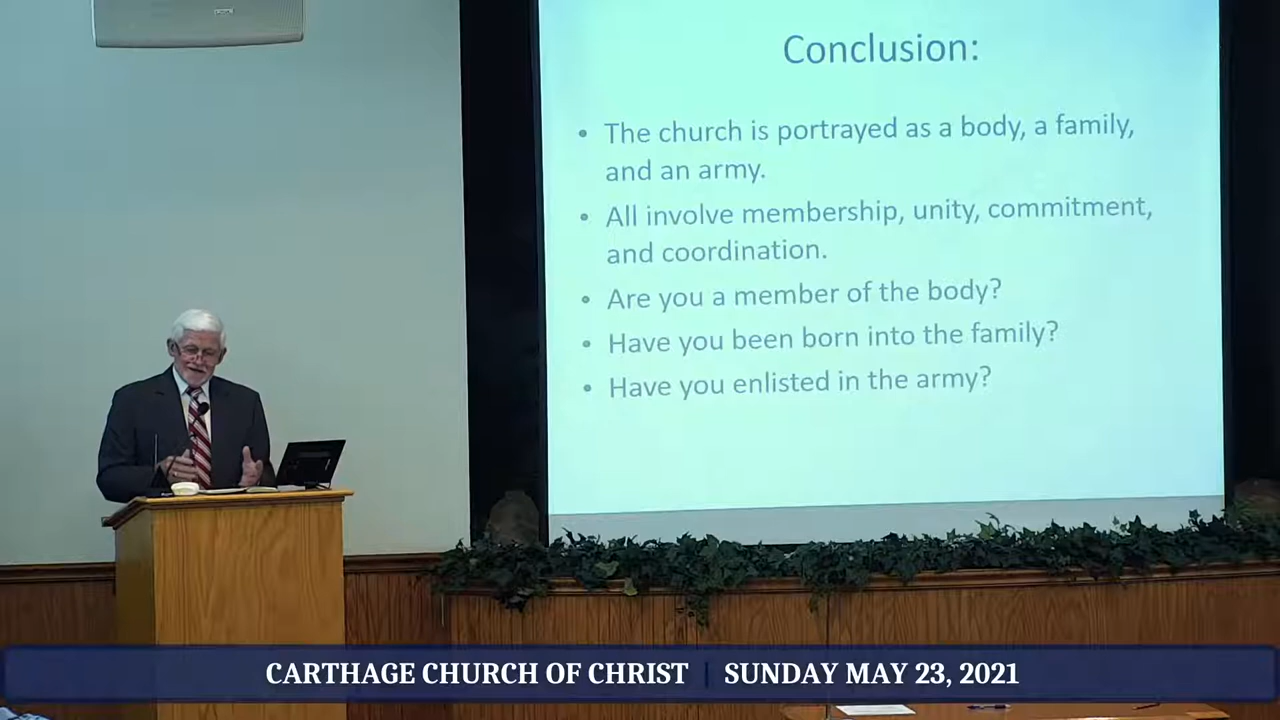 Conclusion:
• The church is portrayed as a body, a family,
and an army.
• All involve membership, unity, commitment,
and coordination.
• Are you a member of the body?
• Have you been born into the family?
• Have you enlisted in the army?
CARTHAGE CHURCH OF CHRIST | SUNDAY MAY 23, 2021